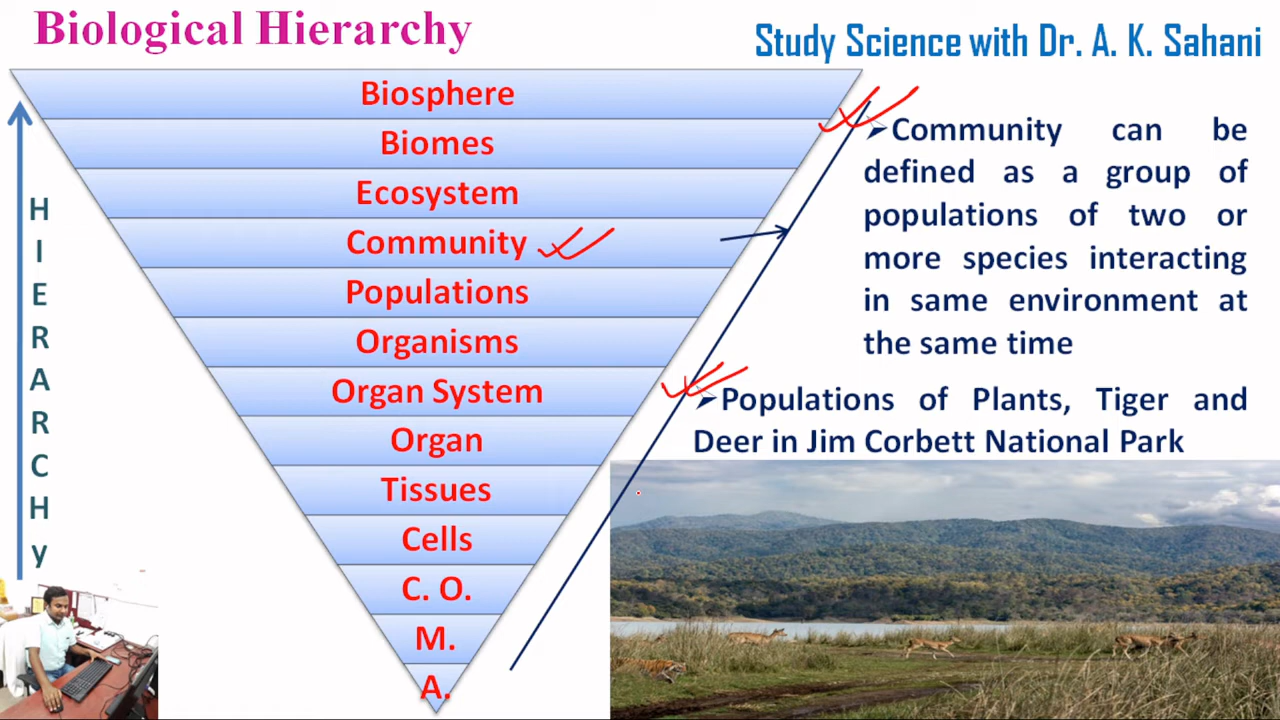 Biological Hierarchy
Study Science with Dr. A. K. Sahani
H
I
E
R
A
R
C
H
y
Biosphere
Biomes
Ecosystem
Community
Populations
Organisms
Organ System
Organ
Tissues
Cells
C. O.
M.
A.
Community can be
defined as a group of
populations of two or
more species interacting
in same environment at
the same time
Populations of Plants, Tiger and
Deer in Jim Corbett National Park